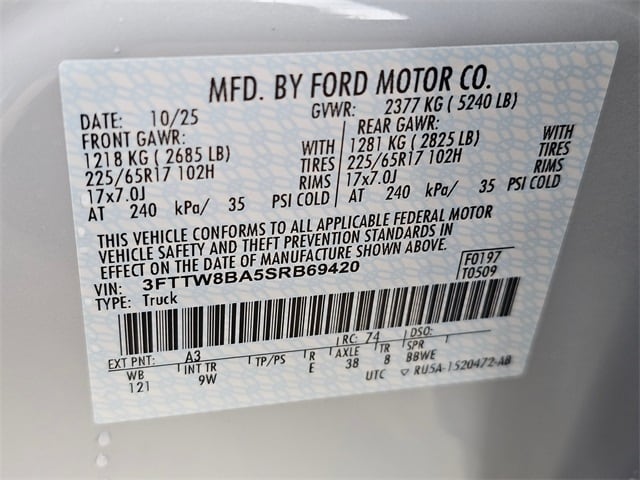 MFD. BY FORD MOTOR CO.
DATE: 10/25 GVWR: 2377 KG ( 5240 LB)
FRONT GAWR: REAR GAWR:
1218 KG ( 2685 LB) WITH 1281 KG ( 2825 LB) WITH
225/65R17 102H TIRES 225/65R17 102H TIRES
17x7.0J RIMS 17x7.0J RIMS
AT 240 kPa/ 35 PSI COLD AT 240 kPa/ 35 PSI COLD
THIS VEHICLE CONFORMS TO ALL APPLICABLE FEDERAL MOTOR
VEHICLE SAFETY AND THEFT PREVENTION STANDARDS IN
EFFECT ON THE DATE OF MANUFACTURE SHOWN ABOVE.
VIN: 3FTTW8BA5SRB69420 F0197
TYPE: Truck T0509
RC: 74 DSO:
EXT PNT: A3 TP/PS R AXLE TR SPR
WB INT TR E 38 8 BBWE
121 9W UTC ▽ RU5A-1520472-AB